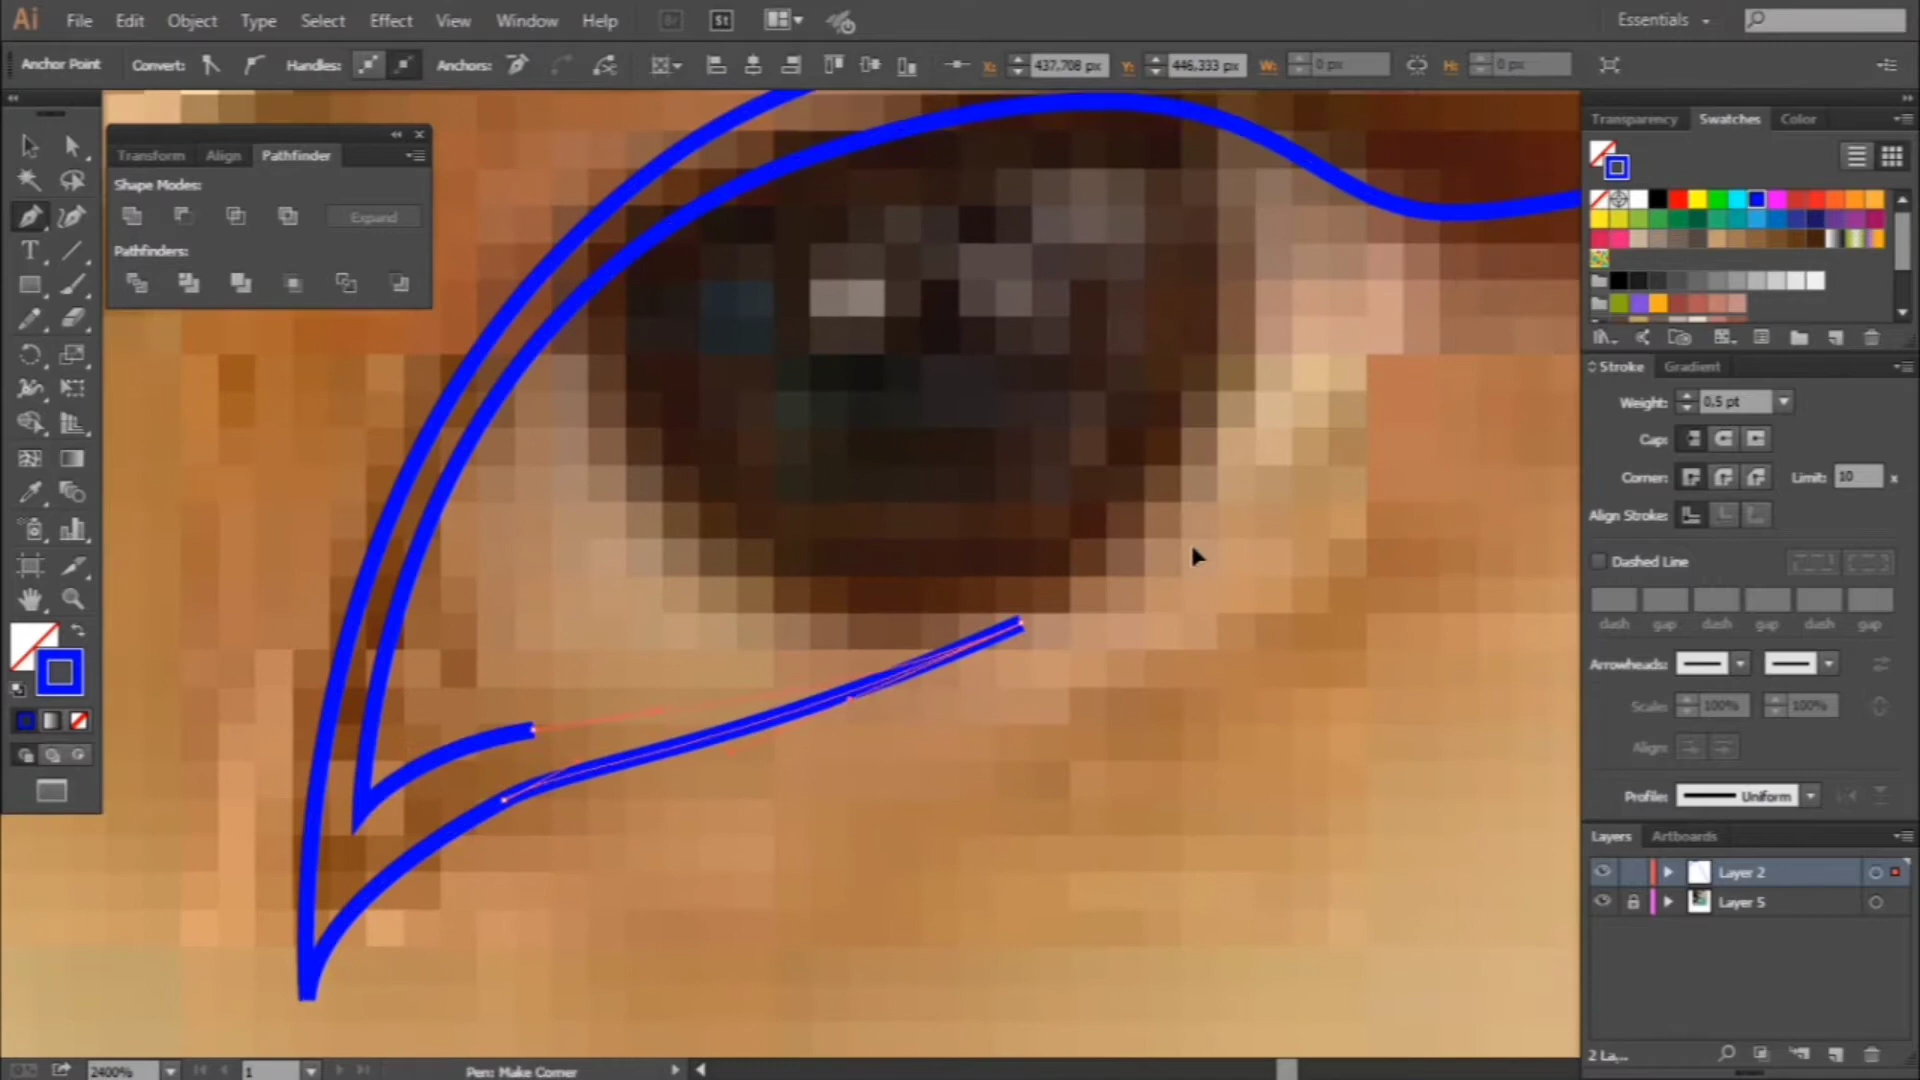 Ai File Edit Object Type Select Effect View Window Help Br St Essentials
Anchor Point Convert: Handles: Anchors: X: 437,708 px Y: 446,333 px W: 0 px H: 0 px
Transform Align Pathfinder
Shape Modes:
Expand
Pathfinders:
Transparency Swatches Color
Stroke Gradient
Weight: 0,5 pt
Cap:
Corner: Limit: 10 x
Align Stroke:
Dashed Line
dash gap dash gap dash gap
Arrowheads:
Scale: 100% 100%
Align:
Profile: Uniform
Layers Artboards
Layer 2
Layer 5
2 La...
2400% 1 Pen: Make Corner